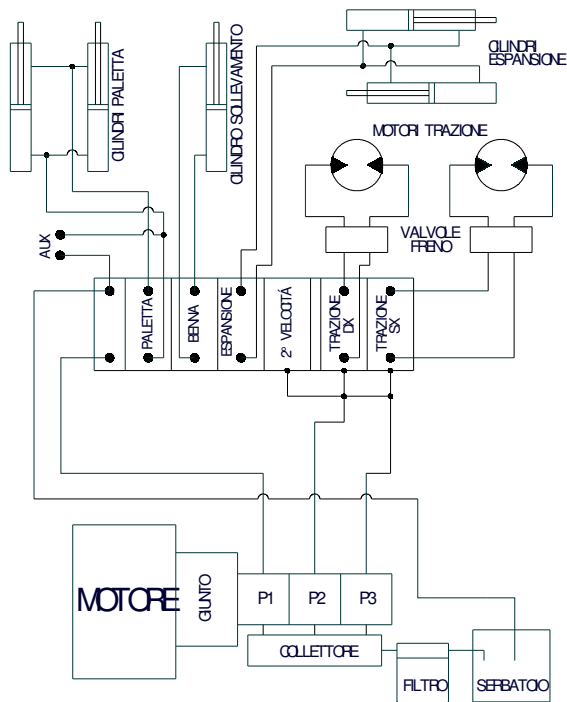 CILINDRI PALETTA
CILINDRO SOLLEVAMENTO
CILINDRI
ESPANSIONE
MOTORI TRAZIONE
VALVOLE
FRENO
AUX
PALETTA
BENNA
ESPANSIONE
2° VELOCITÁ
TRAZIONE
DX
TRAZIONE
SX
MOTORE
GIUNTO
P1
P2
P3
COLLETTORE
FILTRO
SERBATOIO